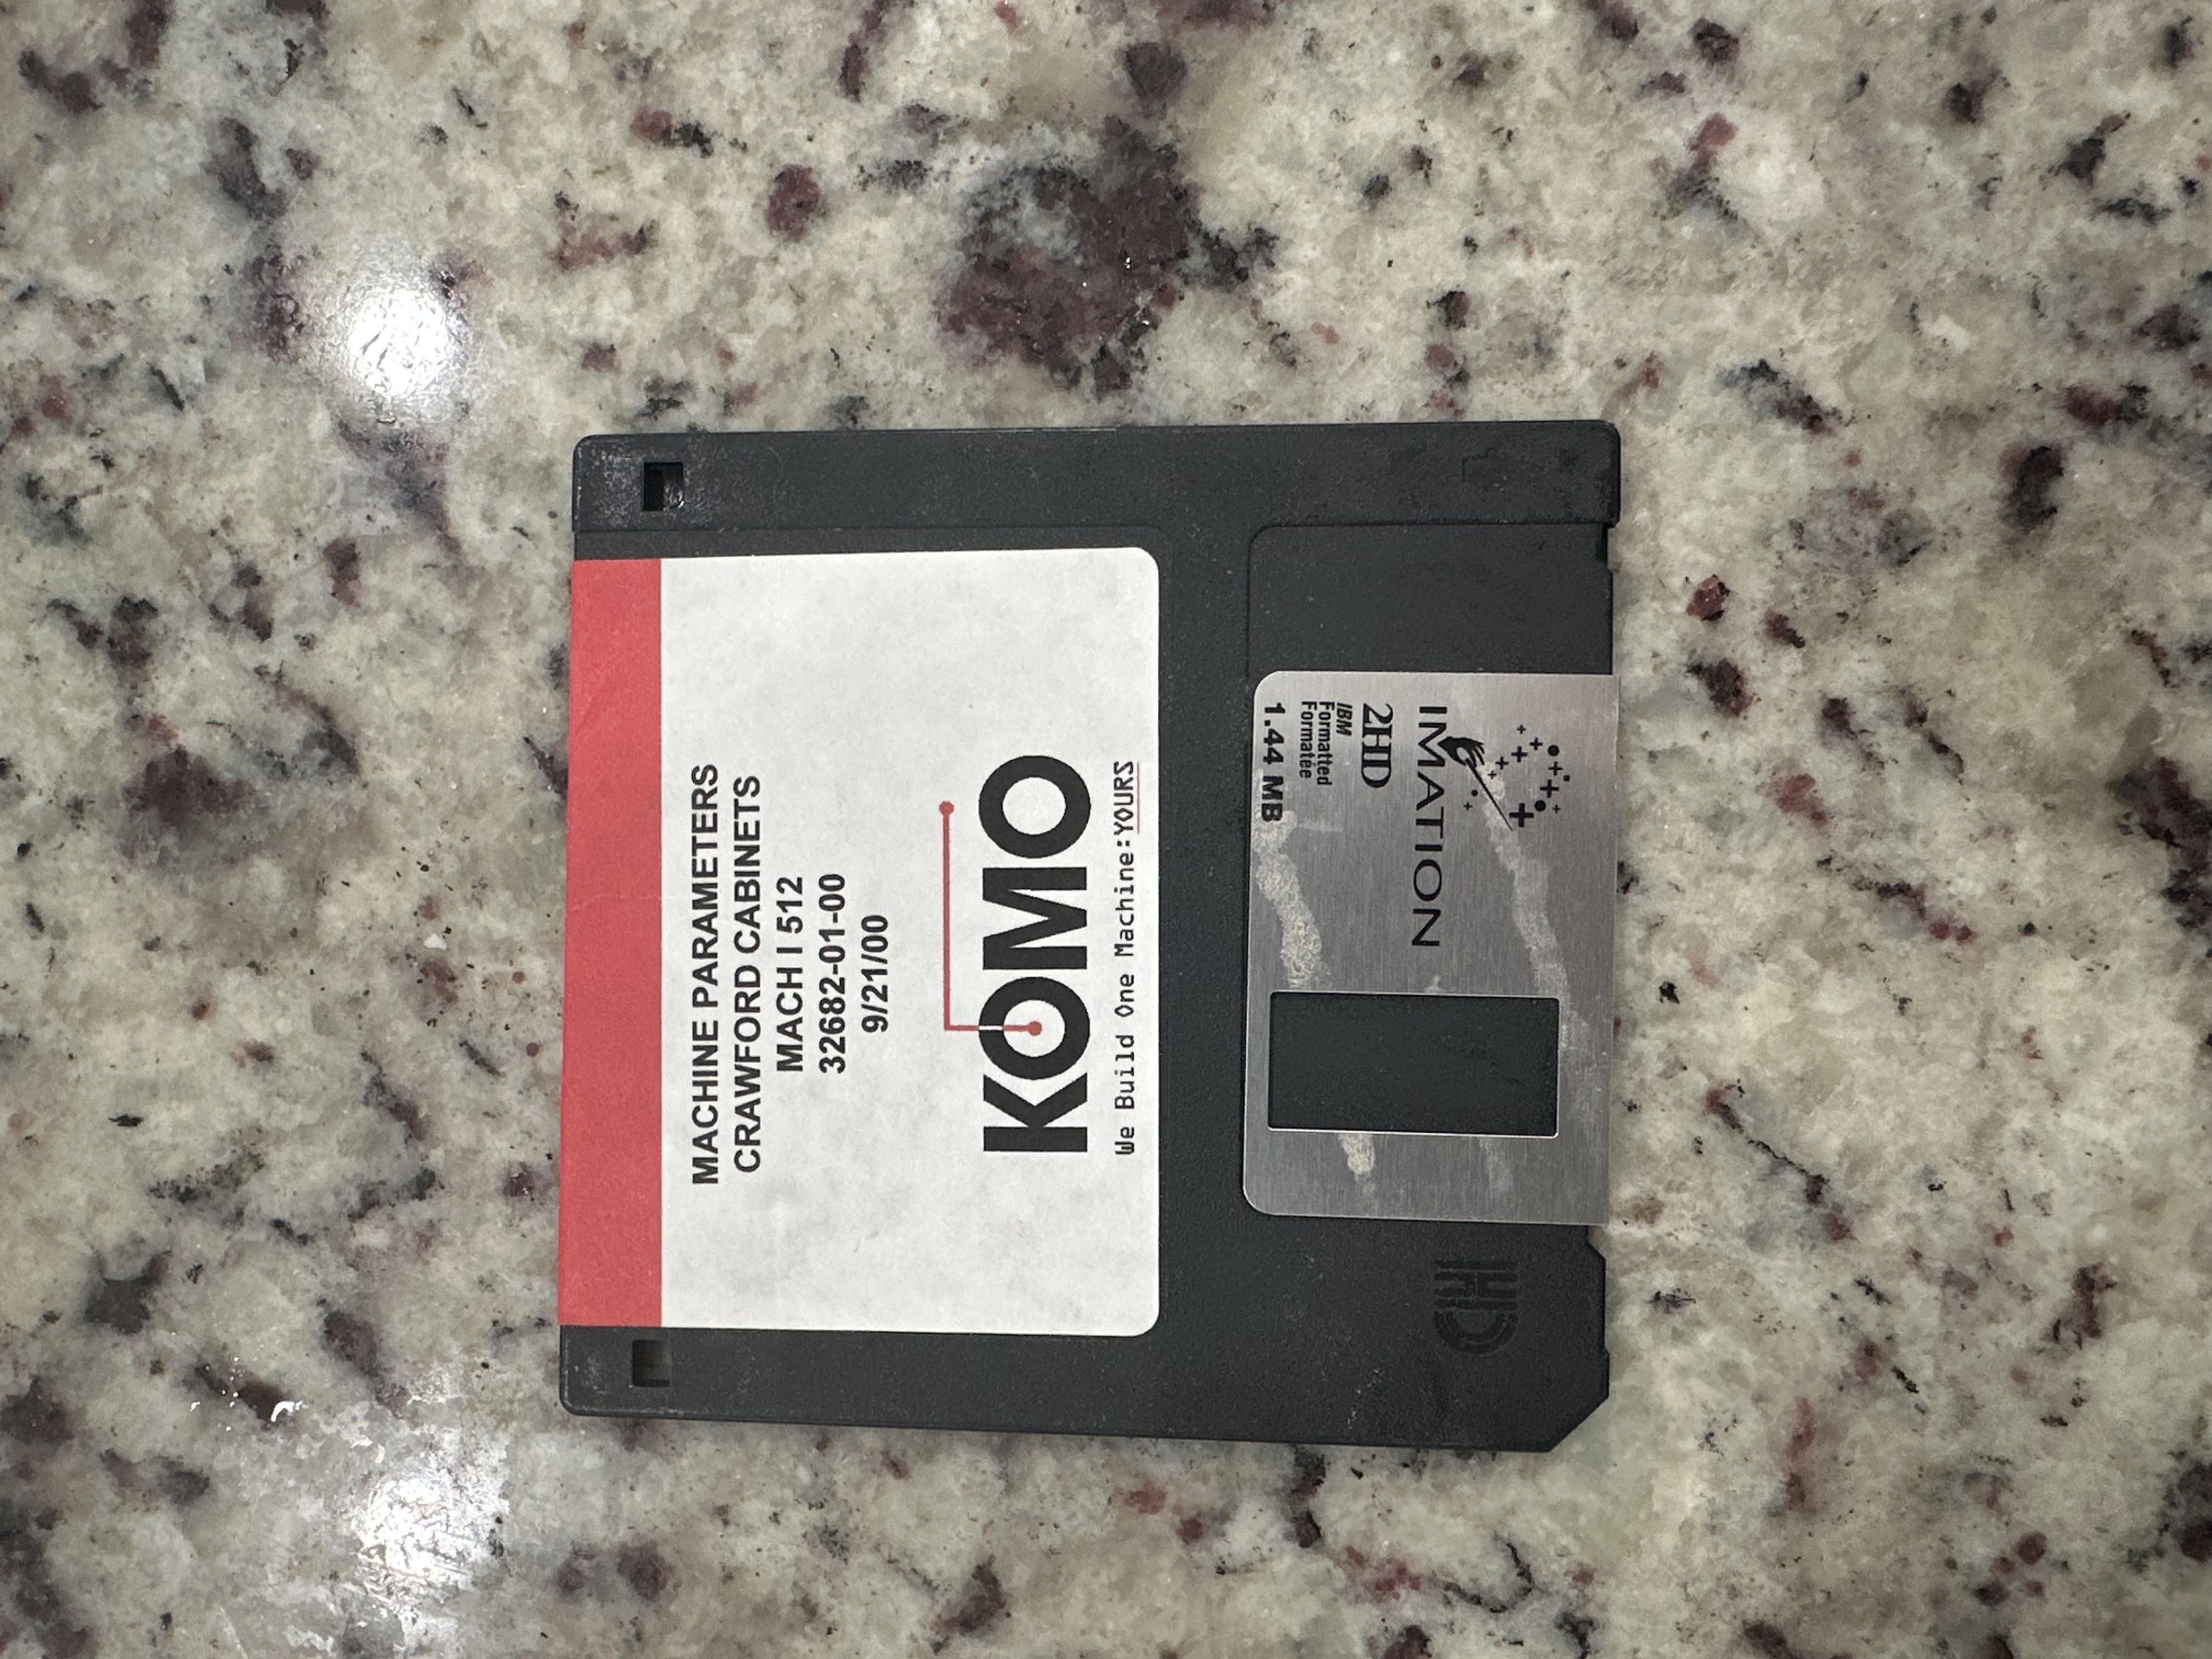 MACHINE PARAMETERS
CRAWFORD CABINETS
MACH I 512
32682-01-00
9/21/00
KOMO
We Build One Machine:YOURS
IMATION
2HD
IBM
Formatted
Formatée
1.44 MB
HD